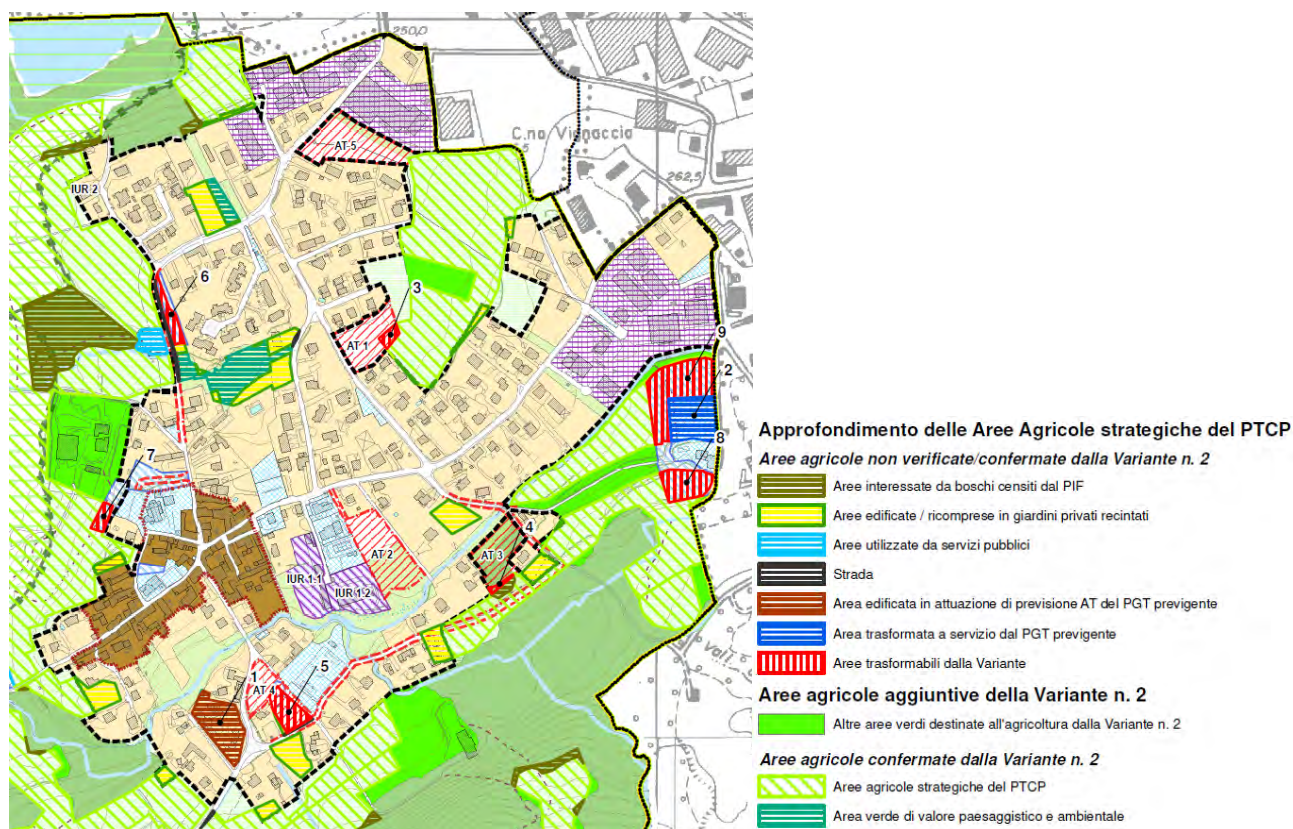 250,0
C.na Vignaccia
AT 5
262,5
IUR 2
6
3
AT 1
9
2
8
7
4
AT 3
AT 2
IUR 1.1
IUR 1.2
1
5
AT 4
Approfondimento delle Aree Agricole strategiche del PTCP
Aree agricole non verificate/confermate dalla Variante n. 2
Aree interessate da boschi censiti dal PIF
Aree edificate / ricomprese in giardini privati recintati
Aree utilizzate da servizi pubblici
Strada
Area edificata in attuazione di previsione AT del PGT previgente
Area trasformata a servizio dal PGT previgente
Aree trasformabili dalla Variante
Aree agricole aggiuntive della Variante n. 2
Altre aree verdi destinate all'agricoltura dalla Variante n. 2
Aree agricole confermate dalla Variante n. 2
Aree agricole strategiche del PTCP
Area verde di valore paesaggistico e ambientale